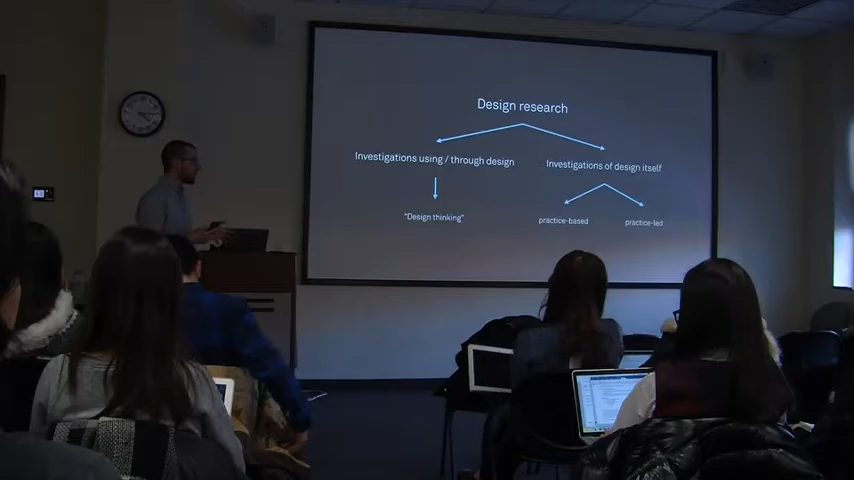 Design research
Investigations using / through design
Investigations of design itself
"Design thinking"
practice-based
practice-led